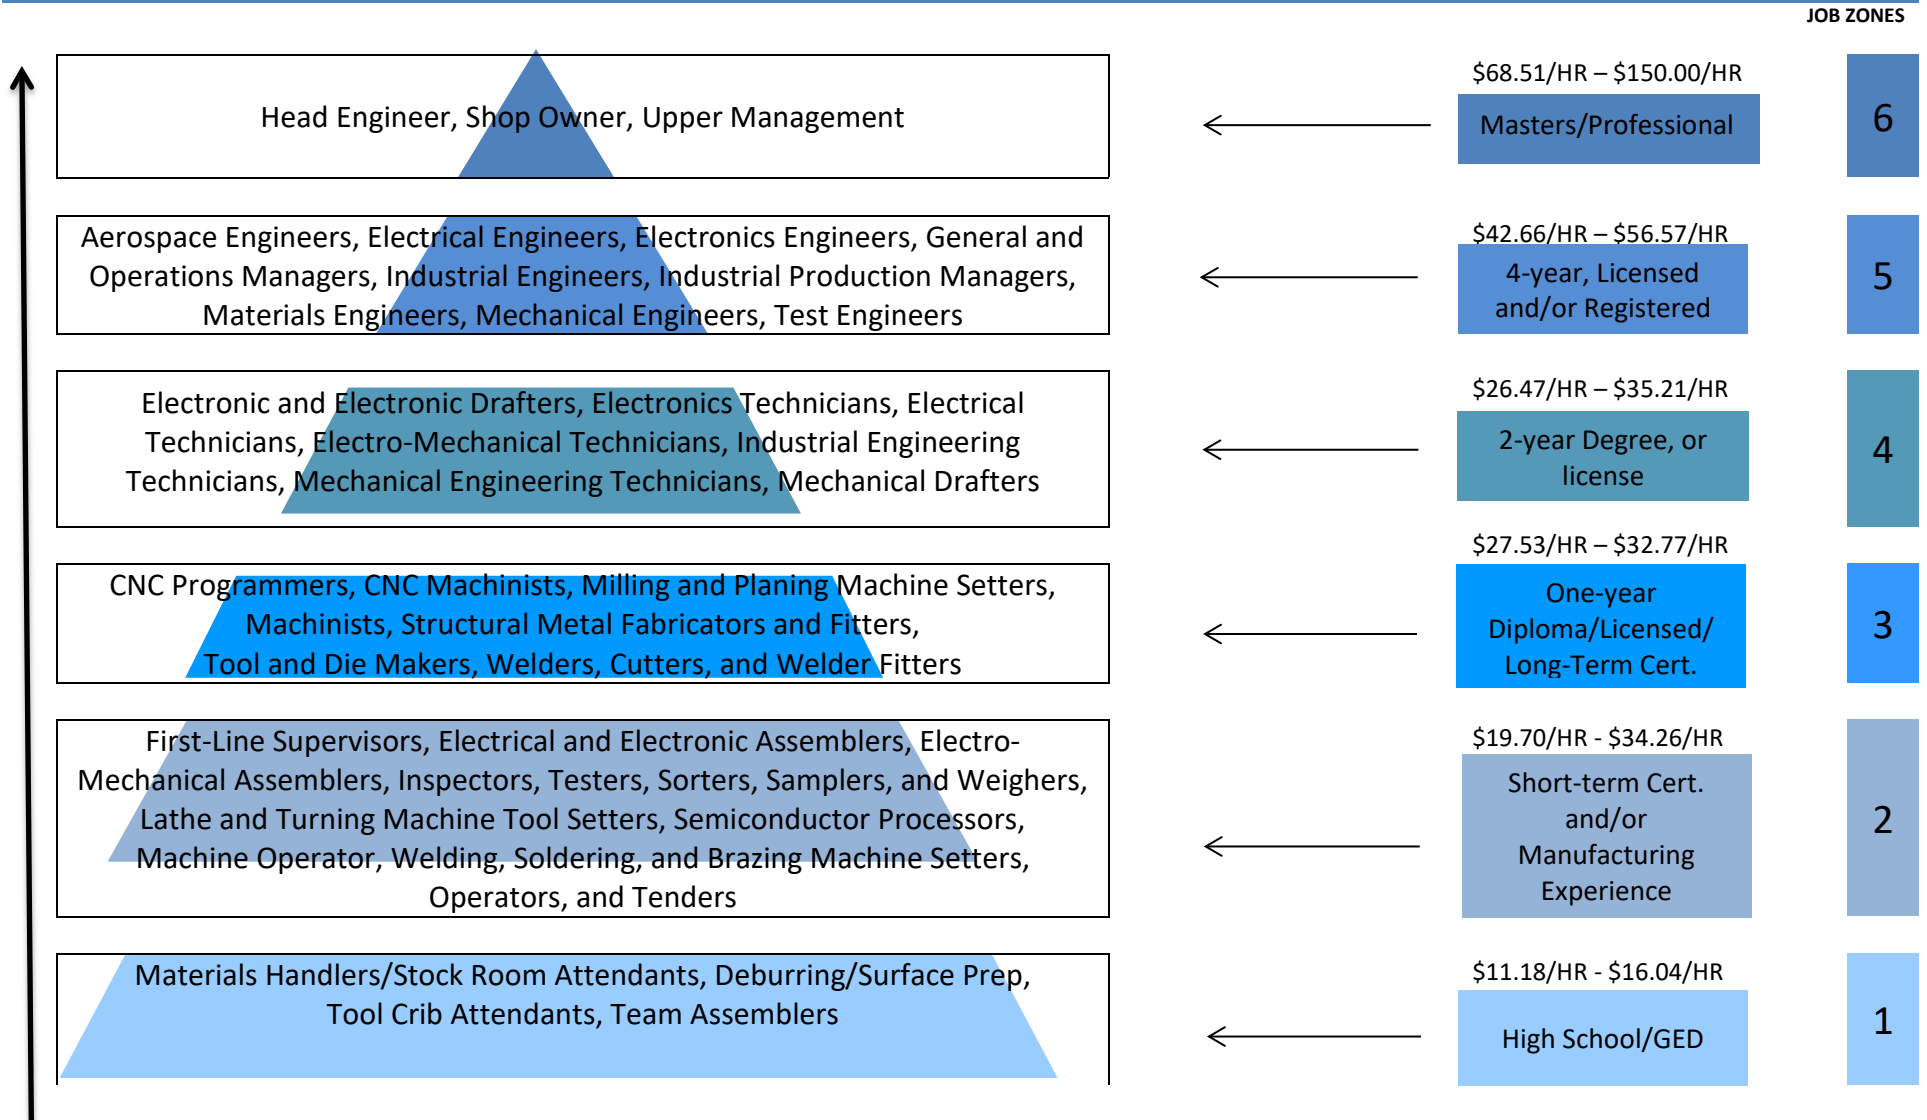 JOB ZONES
Head Engineer, Shop Owner, Upper Management
$68.51/HR – $150.00/HR
Masters/Professional
6
Aerospace Engineers, Electrical Engineers, Electronics Engineers, General and
Operations Managers, Industrial Engineers, Industrial Production Managers,
Materials Engineers, Mechanical Engineers, Test Engineers
$42.66/HR – $56.57/HR
4-year, Licensed
and/or Registered
5
Electronic and Electronic Drafters, Electronics Technicians, Electrical
Technicians, Electro-Mechanical Technicians, Industrial Engineering
Technicians, Mechanical Engineering Technicians, Mechanical Drafters
$26.47/HR – $35.21/HR
2-year Degree, or
license
4
CNC Programmers, CNC Machinists, Milling and Planing Machine Setters,
Machinists, Structural Metal Fabricators and Fitters,
Tool and Die Makers, Welders, Cutters, and Welder Fitters
$27.53/HR – $32.77/HR
One-year
Diploma/Licensed/
Long-Term Cert.
3
First-Line Supervisors, Electrical and Electronic Assemblers, Electro-
Mechanical Assemblers, Inspectors, Testers, Sorters, Samplers, and Weighers,
Lathe and Turning Machine Tool Setters, Semiconductor Processors,
Machine Operator, Welding, Soldering, and Brazing Machine Setters,
Operators, and Tenders
$19.70/HR - $34.26/HR
Short-term Cert.
and/or
Manufacturing
Experience
2
Materials Handlers/Stock Room Attendants, Deburring/Surface Prep,
Tool Crib Attendants, Team Assemblers
$11.18/HR - $16.04/HR
High School/GED
1